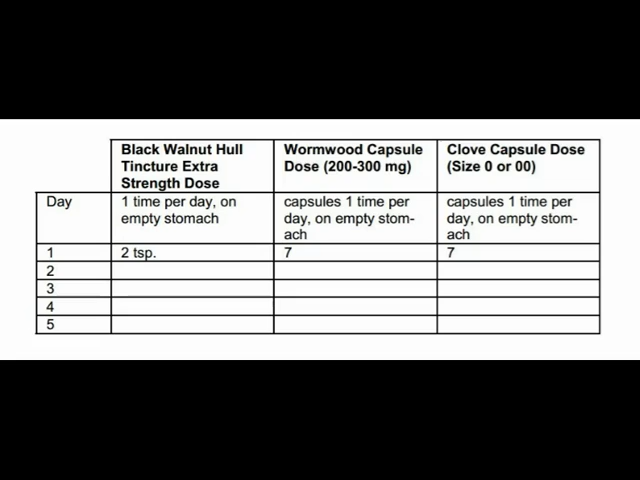 Black Walnut Hull Tincture Extra Strength Dose	Wormwood Capsule Dose (200-300 mg)	Clove Capsule Dose (Size 0 or 00)
Day	1 time per day, on empty stomach	capsules 1 time per day, on empty stom-ach	capsules 1 time per day, on empty stom-ach
1	2 tsp.	7	7
2
3
4
5